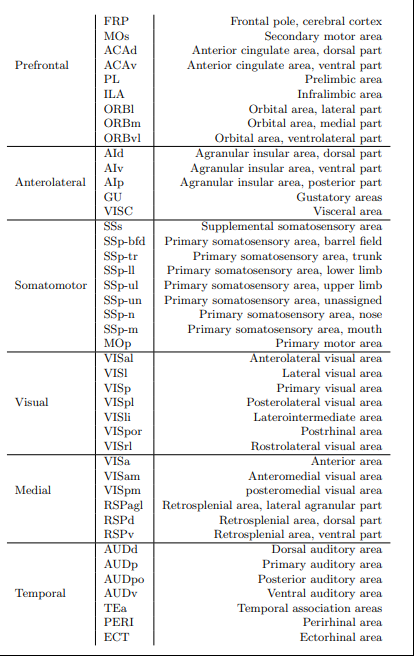 FRP Frontal pole, cerebral cortex
MOs Secondary motor area
ACAd Anterior cingulate area, dorsal part
Prefrontal ACAv Anterior cingulate area, ventral part
PL Prelimbic area
ILA Infralimbic area
ORBl Orbital area, lateral part
ORBm Orbital area, medial part
ORBvl Orbital area, ventrolateral part
AId Agranular insular area, dorsal part
AIv Agranular insular area, ventral part
Anterolateral AIp Agranular insular area, posterior part
GU Gustatory areas
VISC Visceral area
SSs Supplemental somatosensory area
SSp-bfd Primary somatosensory area, barrel field
SSp-tr Primary somatosensory area, trunk
SSp-ll Primary somatosensory area, lower limb
Somatomotor SSp-ul Primary somatosensory area, upper limb
SSp-un Primary somatosensory area, unassigned
SSp-n Primary somatosensory area, nose
SSp-m Primary somatosensory area, mouth
MOp Primary motor area
VISal Anterolateral visual area
VISl Lateral visual area
VISp Primary visual area
Visual VISpl Posterolateral visual area
VISli Laterointermediate area
VISpor Postrhinal area
VISrl Rostrolateral visual area
VISa Anterior area
VISam Anteromedial visual area
Medial VISpm posteromedial visual area
RSPagl Retrosplenial area, lateral agranular part
RSPd Retrosplenial area, dorsal part
RSPv Retrosplenial area, ventral part
AUDd Dorsal auditory area
AUDp Primary auditory area
AUDpo Posterior auditory area
Temporal AUDv Ventral auditory area
TEa Temporal association areas
PERI Perirhinal area
ECT Ectorhinal area